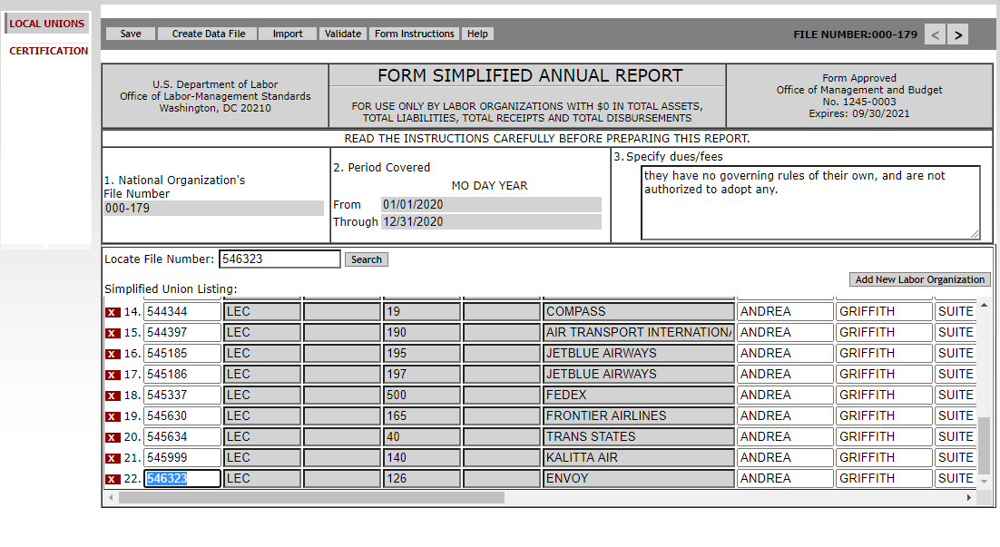 LOCAL UNIONS
CERTIFICATION
Save Create Data File Import Validate Form Instructions Help FILE NUMBER:000-179 < >
U.S. Department of Labor
Office of Labor-Management Standards
Washington, DC 20210
FORM SIMPLIFIED ANNUAL REPORT
FOR USE ONLY BY LABOR ORGANIZATIONS WITH $0 IN TOTAL ASSETS,
TOTAL LIABILITIES, TOTAL RECEIPTS AND TOTAL DISBURSEMENTS
Form Approved
Office of Management and Budget
No. 1245-0003
Expires: 09/30/2021
READ THE INSTRUCTIONS CAREFULLY BEFORE PREPARING THIS REPORT.
1. National Organization's
File Number
000-179
2. Period Covered
MO DAY YEAR
From 01/01/2020
Through 12/31/2020
3. Specify dues/fees
they have no governing rules of their own, and are not
authorized to adopt any.
Locate File Number: 546323 Search
Add New Labor Organization
Simplified Union Listing:
X 14. 544344 LEC 19 COMPASS ANDREA GRIFFITH SUITE
X 15. 544397 LEC 190 AIR TRANSPORT INTERNATIONA ANDREA GRIFFITH SUITE
X 16. 545185 LEC 195 JETBLUE AIRWAYS ANDREA GRIFFITH SUITE
X 17. 545186 LEC 197 JETBLUE AIRWAYS ANDREA GRIFFITH SUITE
X 18. 545337 LEC 500 FEDEX ANDREA GRIFFITH SUITE
X 19. 545630 LEC 165 FRONTIER AIRLINES ANDREA GRIFFITH SUITE
X 20. 545634 LEC 40 TRANS STATES ANDREA GRIFFITH SUITE
X 21. 545999 LEC 140 KALITTA AIR ANDREA GRIFFITH SUITE
X 22. 546323 LEC 126 ENVOY ANDREA GRIFFITH SUITE